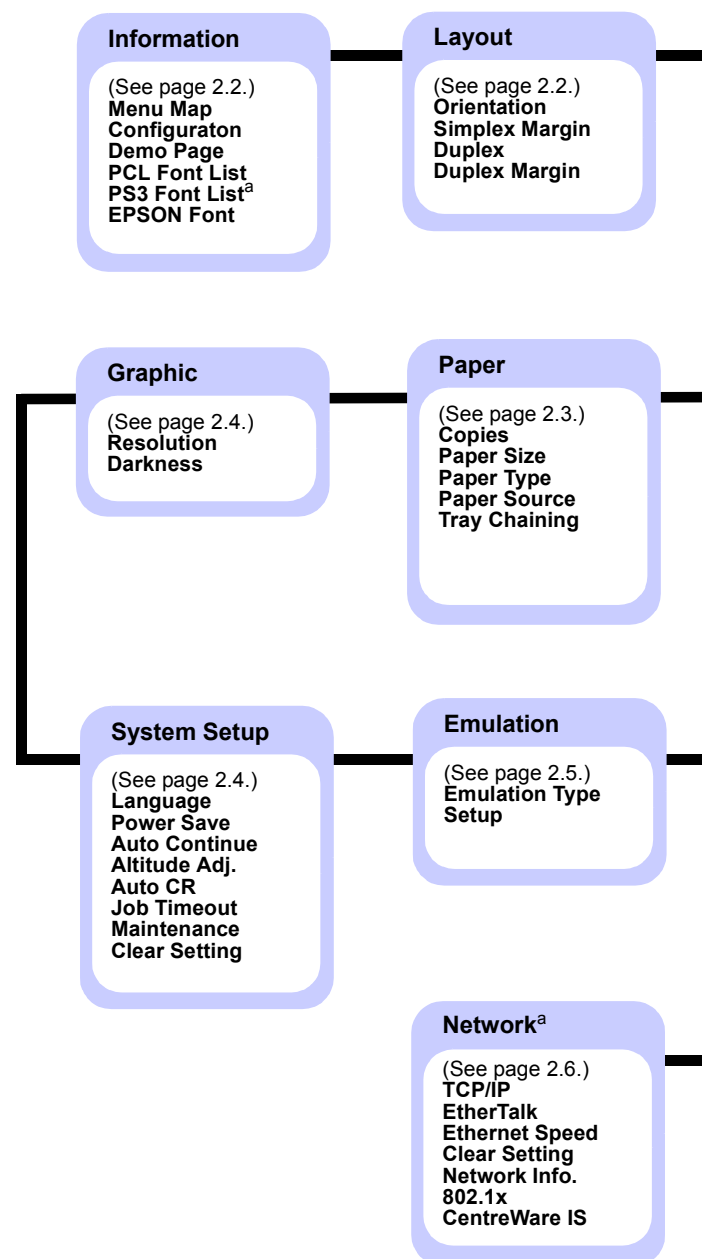 Information
(See page 2.2.)
Menu Map
Configuraton
Demo Page
PCL Font List
PS3 Font Lista
EPSON Font
Layout
(See page 2.2.)
Orientation
Simplex Margin
Duplex
Duplex Margin
Graphic
(See page 2.4.)
Resolution
Darkness
Paper
(See page 2.3.)
Copies
Paper Size
Paper Type
Paper Source
Tray Chaining
System Setup
(See page 2.4.)
Language
Power Save
Auto Continue
Altitude Adj.
Auto CR
Job Timeout
Maintenance
Clear Setting
Emulation
(See page 2.5.)
Emulation Type
Setup
Networka
(See page 2.6.)
TCP/IP
EtherTalk
Ethernet Speed
Clear Setting
Network Info.
802.1x
CentreWare IS